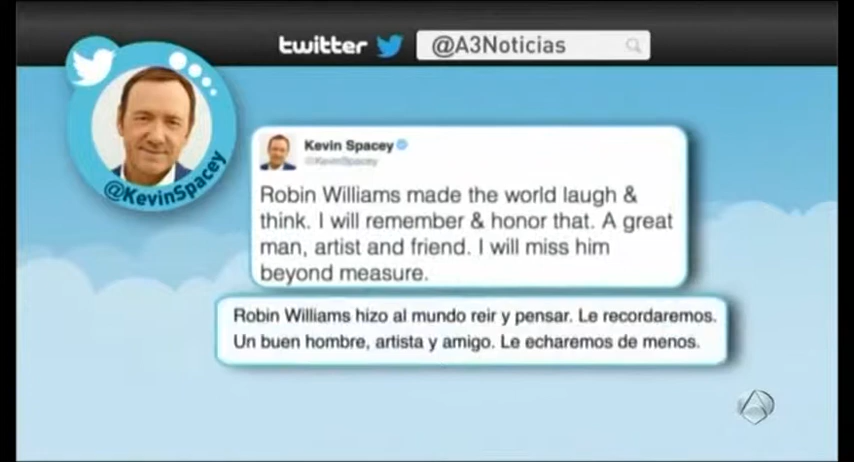 twitter @A3Noticias
@KevinSpacey
Kevin Spacey
@KevinSpacey
Robin Williams made the world laugh &
think. I will remember & honor that. A great
man, artist and friend. I will miss him
beyond measure.
Robin Williams hizo al mundo reir y pensar. Le recordaremos.
Un buen hombre, artista y amigo. Le echaremos de menos.